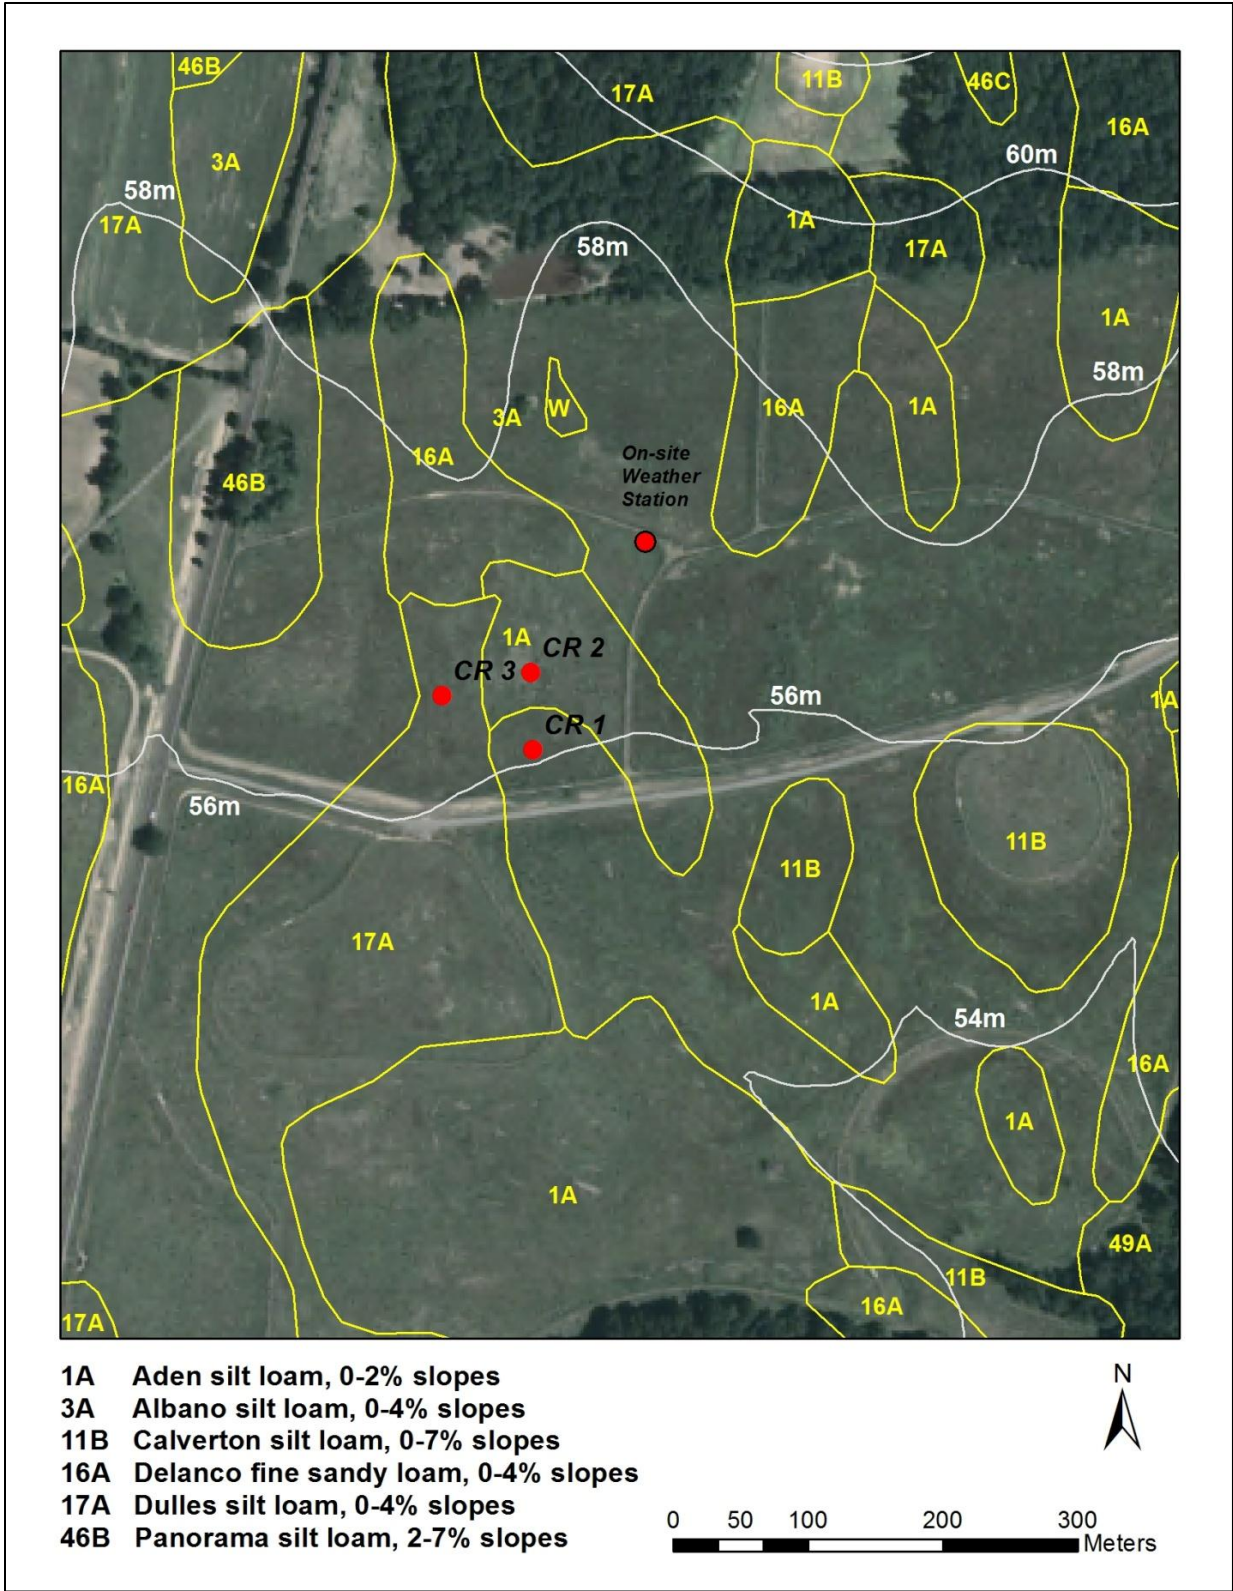 46B
17A
11B
46C
16A
3A
60m
58m
17A
1A
58m
17A
1A
58m
3A
W
16A
1A
16A
46B
On-site
Weather
Station
1A
CR 2
CR 3
1A
56m
CR 1
16A
56m
11B
11B
17A
1A
54m
16A
1A
1A
49A
11B
16A
17A
1A Aden silt loam, 0-2% slopes
3A Albano silt loam, 0-4% slopes
11B Calverton silt loam, 0-7% slopes
16A Delanco fine sandy loam, 0-4% slopes
17A Dulles silt loam, 0-4% slopes
46B Panorama silt loam, 2-7% slopes
N
0 50 100 200 300
Meters